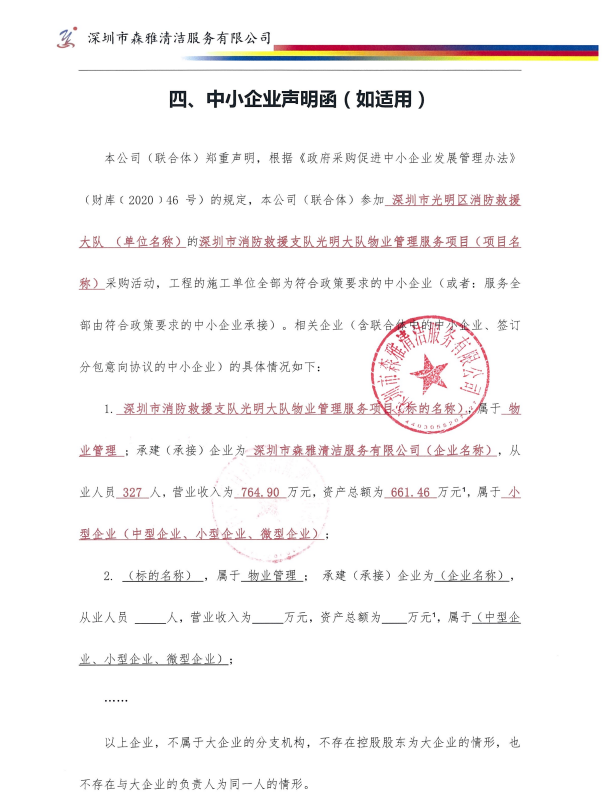 深圳市森雅清洁服务有限公司
四、中小企业声明函（如适用）
本公司（联合体）郑重声明，根据《政府采购促进中小企业发展管理办法》
（财库﹝2020﹞46 号）的规定，本公司（联合体）参加 深圳市光明区消防救援
大队 （单位名称）的深圳市消防救援支队光明大队物业管理服务项目（项目名
称）采购活动，工程的施工单位全部为符合政策要求的中小企业（或者：服务全
部由符合政策要求的中小企业承接）。相关企业（含联合体中的中小企业、签订
分包意向协议的中小企业）的具体情况如下：
深圳市森雅清洁服务有限公司
1. 深圳市消防救援支队光明大队物业管理服务项目（标的名称），属于 物
业管理 ；承建（承接）企业为 深圳市森雅清洁服务有限公司（企业名称），从
业人员 327 人，营业收入为 764.90 万元，资产总额为 661.46 万元¹，属于 小
型企业（中型企业、小型企业、微型企业）；
2. （标的名称） ，属于 物业管理 ； 承建（承接）企业为（企业名称），
从业人员 ____人，营业收入为____万元，资产总额为___万元¹，属于（中型企
业、小型企业、微型企业）；
……
以上企业，不属于大企业的分支机构，不存在控股股东为大企业的情形，也
不存在与大企业的负责人为同一人的情形。